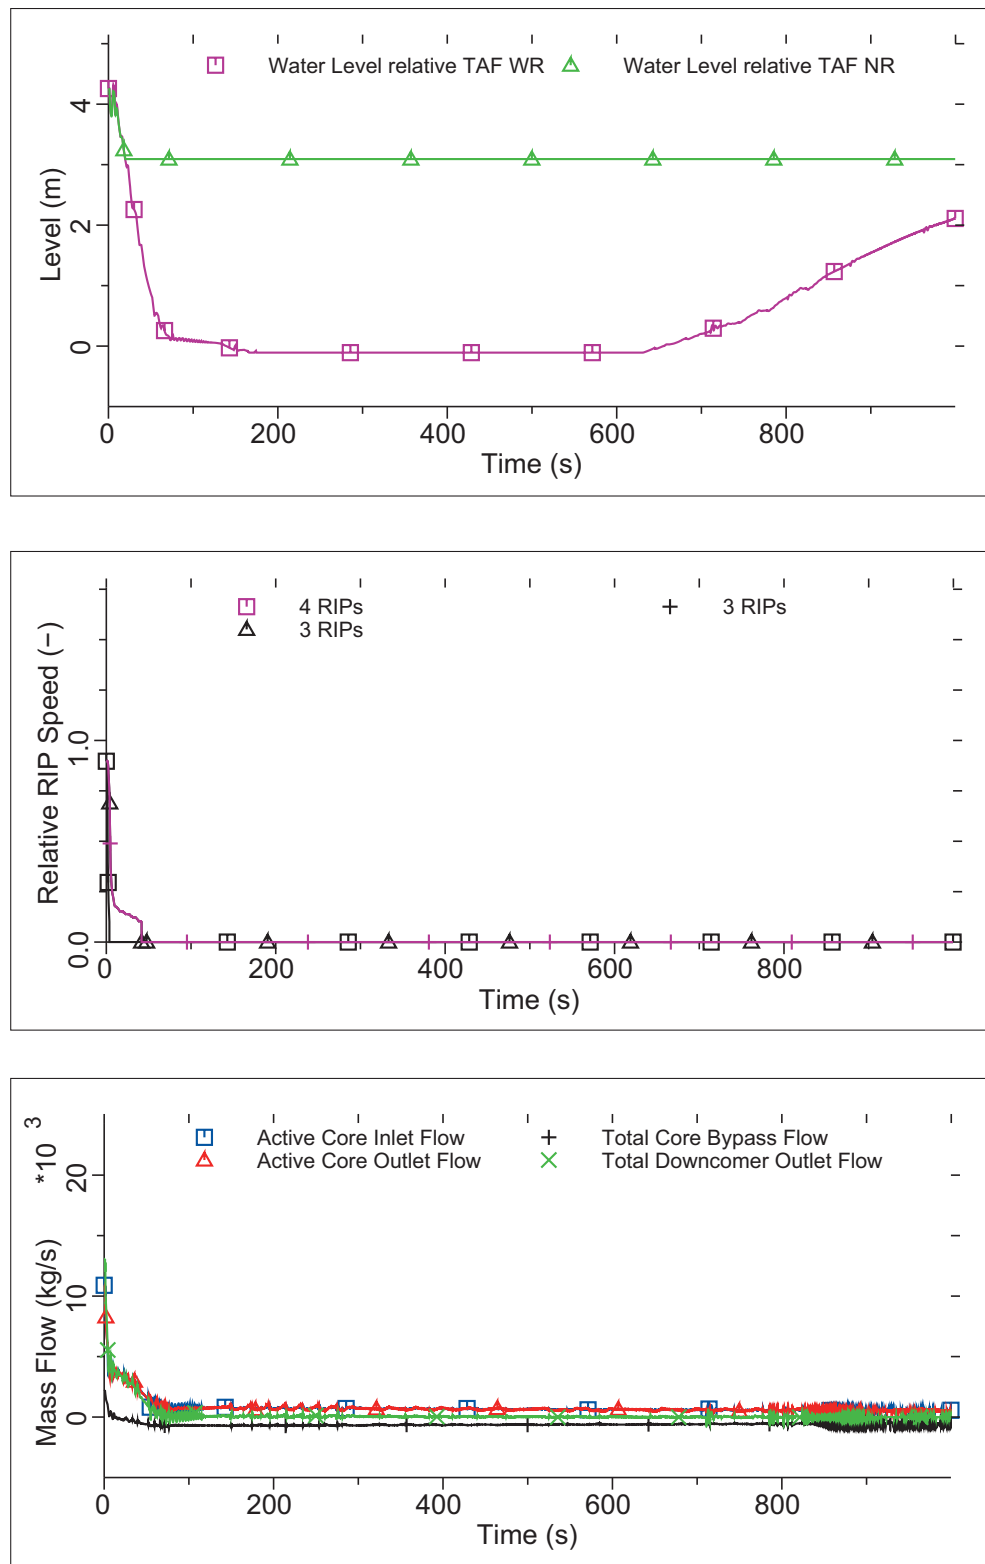 Water Level relative TAF WR
Water Level relative TAF NR
4
2
0
Level (m)
0
200
400
600
800
Time (s)
4 RIPs
3 RIPs
3 RIPs
1.0
0.0
Relative RIP Speed (−)
0
200
400
600
800
Time (s)
*10 3
Active Core Inlet Flow
Total Core Bypass Flow
Active Core Outlet Flow
Total Downcomer Outlet Flow
20
10
0
Mass Flow (kg/s)
0
200
400
600
800
Time (s)